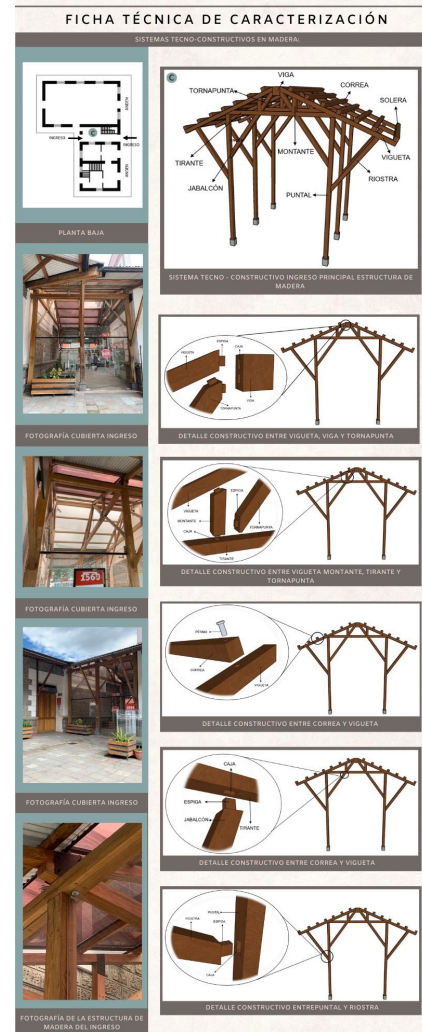 FICHA TÉCNICA DE CARACTERIZACIÓN
SISTEMAS TECNO-CONSTRUCTIVOS EN MADERA:
INGRESO
C
INGRESO
PLANTA BAJA
C
VIGA
TORNAPUNTA
CORREA
SOLERA
TIRANTE
MONTANTE
VIGUETA
JABALCÓN
RIOSTRA
PUNTAL
SISTEMA TECNO - CONSTRUCTIVO INGRESO PRINCIPAL ESTRUCTURA DE
MADERA
FOTOGRAFÍA CUBIERTA INGRESO
VIGUETA
ESPIGA
CAJA
TORNAPUNTA
VIGA
DETALLE CONSTRUCTIVO ENTRE VIGUETA, VIGA Y TORNAPUNTA
1560
FOTOGRAFÍA CUBIERTA INGRESO
VIGUETA
ESPIGA
MONTANTE
TORNAPUNTA
CAJA
TIRANTE
DETALLE CONSTRUCTIVO ENTRE VIGUETA MONTANTE, TIRANTE Y
TORNAPUNTA
FOTOGRAFÍA CUBIERTA INGRESO
PERNO
CORREA
VIGUETA
DETALLE CONSTRUCTIVO ENTRE CORREA Y VIGUETA
CAJA
ESPIGA
JABALCÓN
TIRANTE
DETALLE CONSTRUCTIVO ENTRE CORREA Y VIGUETA
FOTOGRAFÍA DE LA ESTRUCTURA DE
MADERA DEL INGRESO
PUNTAL
RIOSTRA
ESPIGA
CAJA
DETALLE CONSTRUCTIVO ENTREPUNTAL Y RIOSTRA